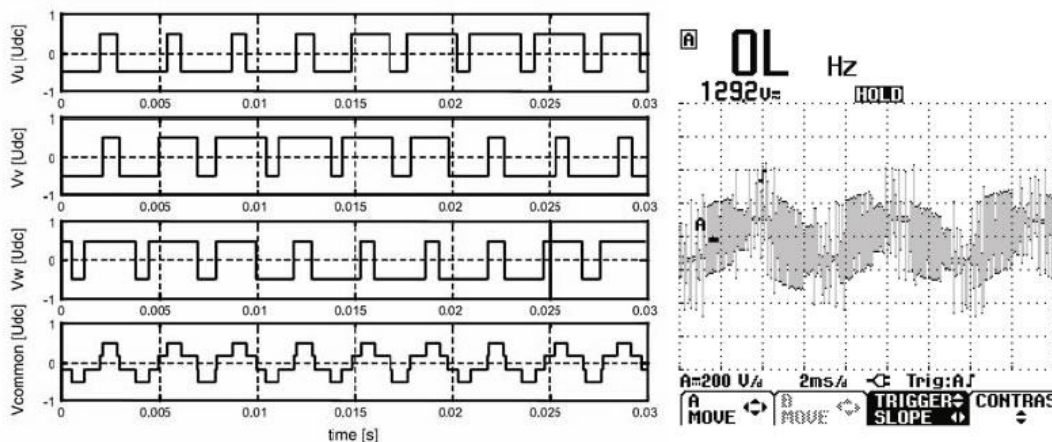 Vu [Udc]
1
0
-1
0 0.005 0.01 0.015 0.02 0.025 0.03
Vv [Udc]
1
0
-1
0 0.005 0.01 0.015 0.02 0.025 0.03
Vw [Udc]
1
0
-1
0 0.005 0.01 0.015 0.02 0.025 0.03
Vcommon [Udc]
1
0
-1
0 0.005 0.01 0.015 0.02 0.025 0.03
time [s]
A OL Hz
129.2V≂ HOLD
A
A=200 V/d 2ms/d Trig:A
A MOVE
B MOVE
TRIGGER SLOPE
CONTRAS